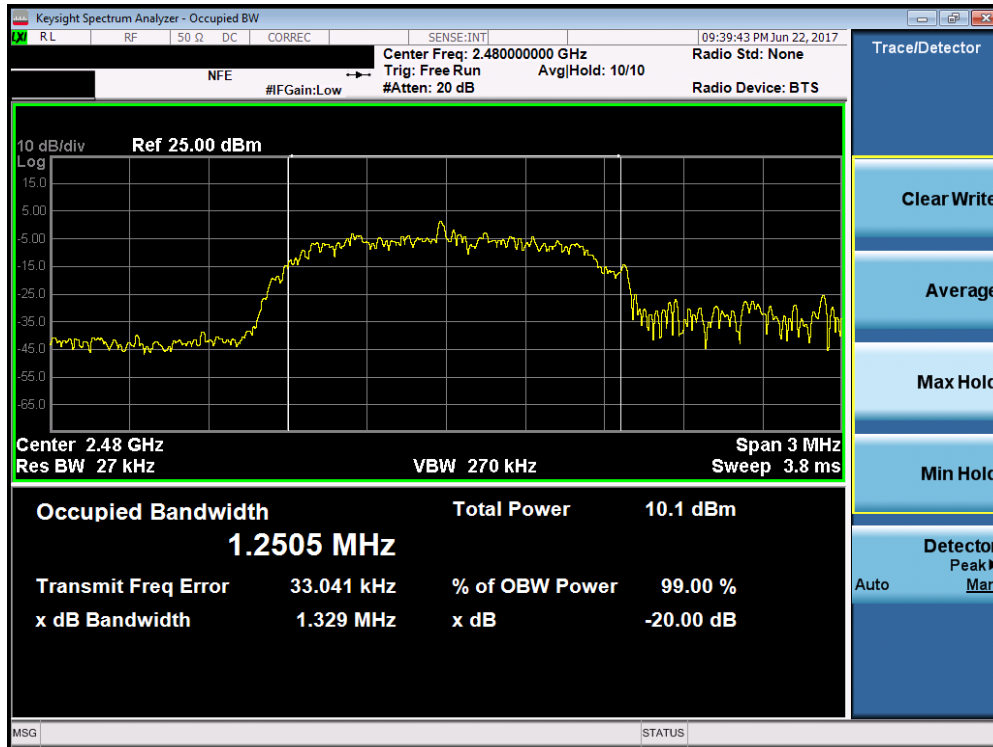 Keysight Spectrum Analyzer - Occupied BW
LXI RL RF 50 Ω DC CORREC SENSE:INT 09:39:43 PM Jun 22, 2017
Center Freq: 2.480000000 GHz Radio Std: None
NFE Trig: Free Run Avg|Hold: 10/10
#IFGain:Low #Atten: 20 dB Radio Device: BTS
Trace/Detector
10 dB/div Ref 25.00 dBm
Log
15.0
5.00
-5.00
-15.0
-25.0
-35.0
-45.0
-55.0
-65.0
Center 2.48 GHz Span 3 MHz
Res BW 27 kHz VBW 270 kHz Sweep 3.8 ms
Occupied Bandwidth Total Power 10.1 dBm
1.2505 MHz
Transmit Freq Error 33.041 kHz % of OBW Power 99.00 %
x dB Bandwidth 1.329 MHz x dB -20.00 dB
Clear Write
Average
Max Hold
Min Hold
Detector
Peak
Auto Man
MSG STATUS